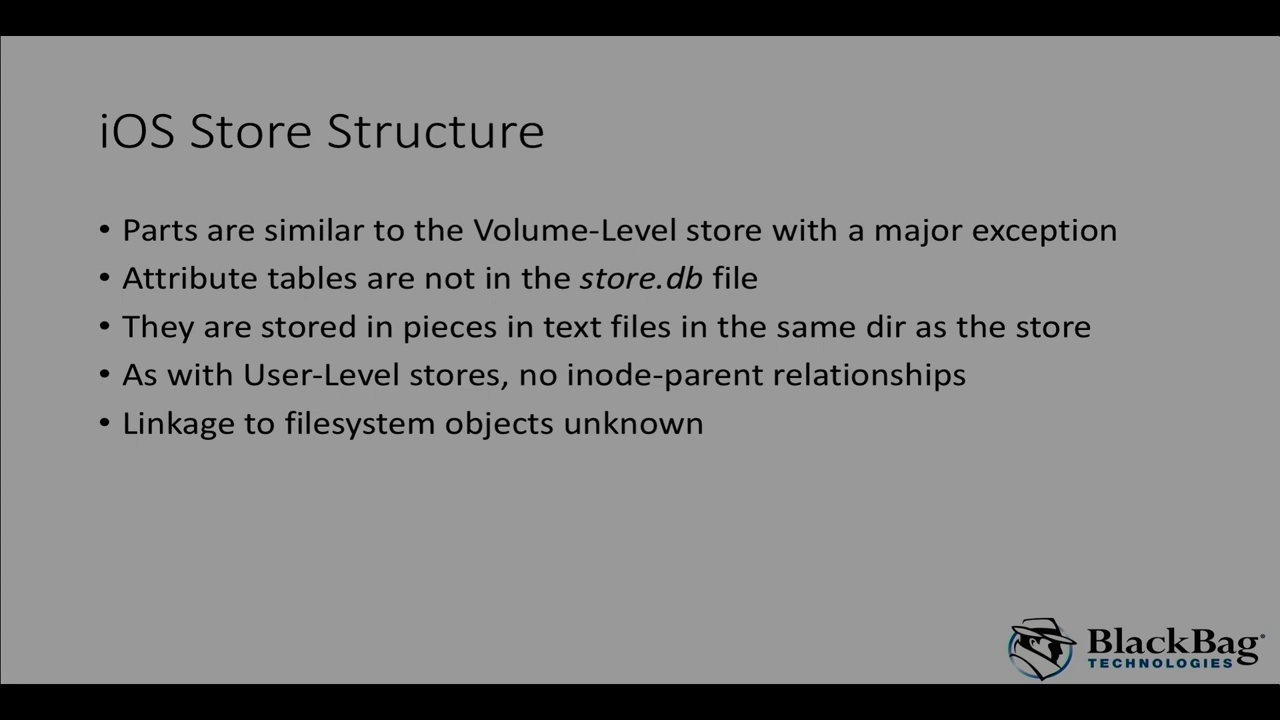 iOS Store Structure
• Parts are similar to the Volume-Level store with a major exception
• Attribute tables are not in the store.db file
• They are stored in pieces in text files in the same dir as the store
• As with User-Level stores, no inode-parent relationships
• Linkage to filesystem objects unknown
BlackBag®
TECHNOLOGIES